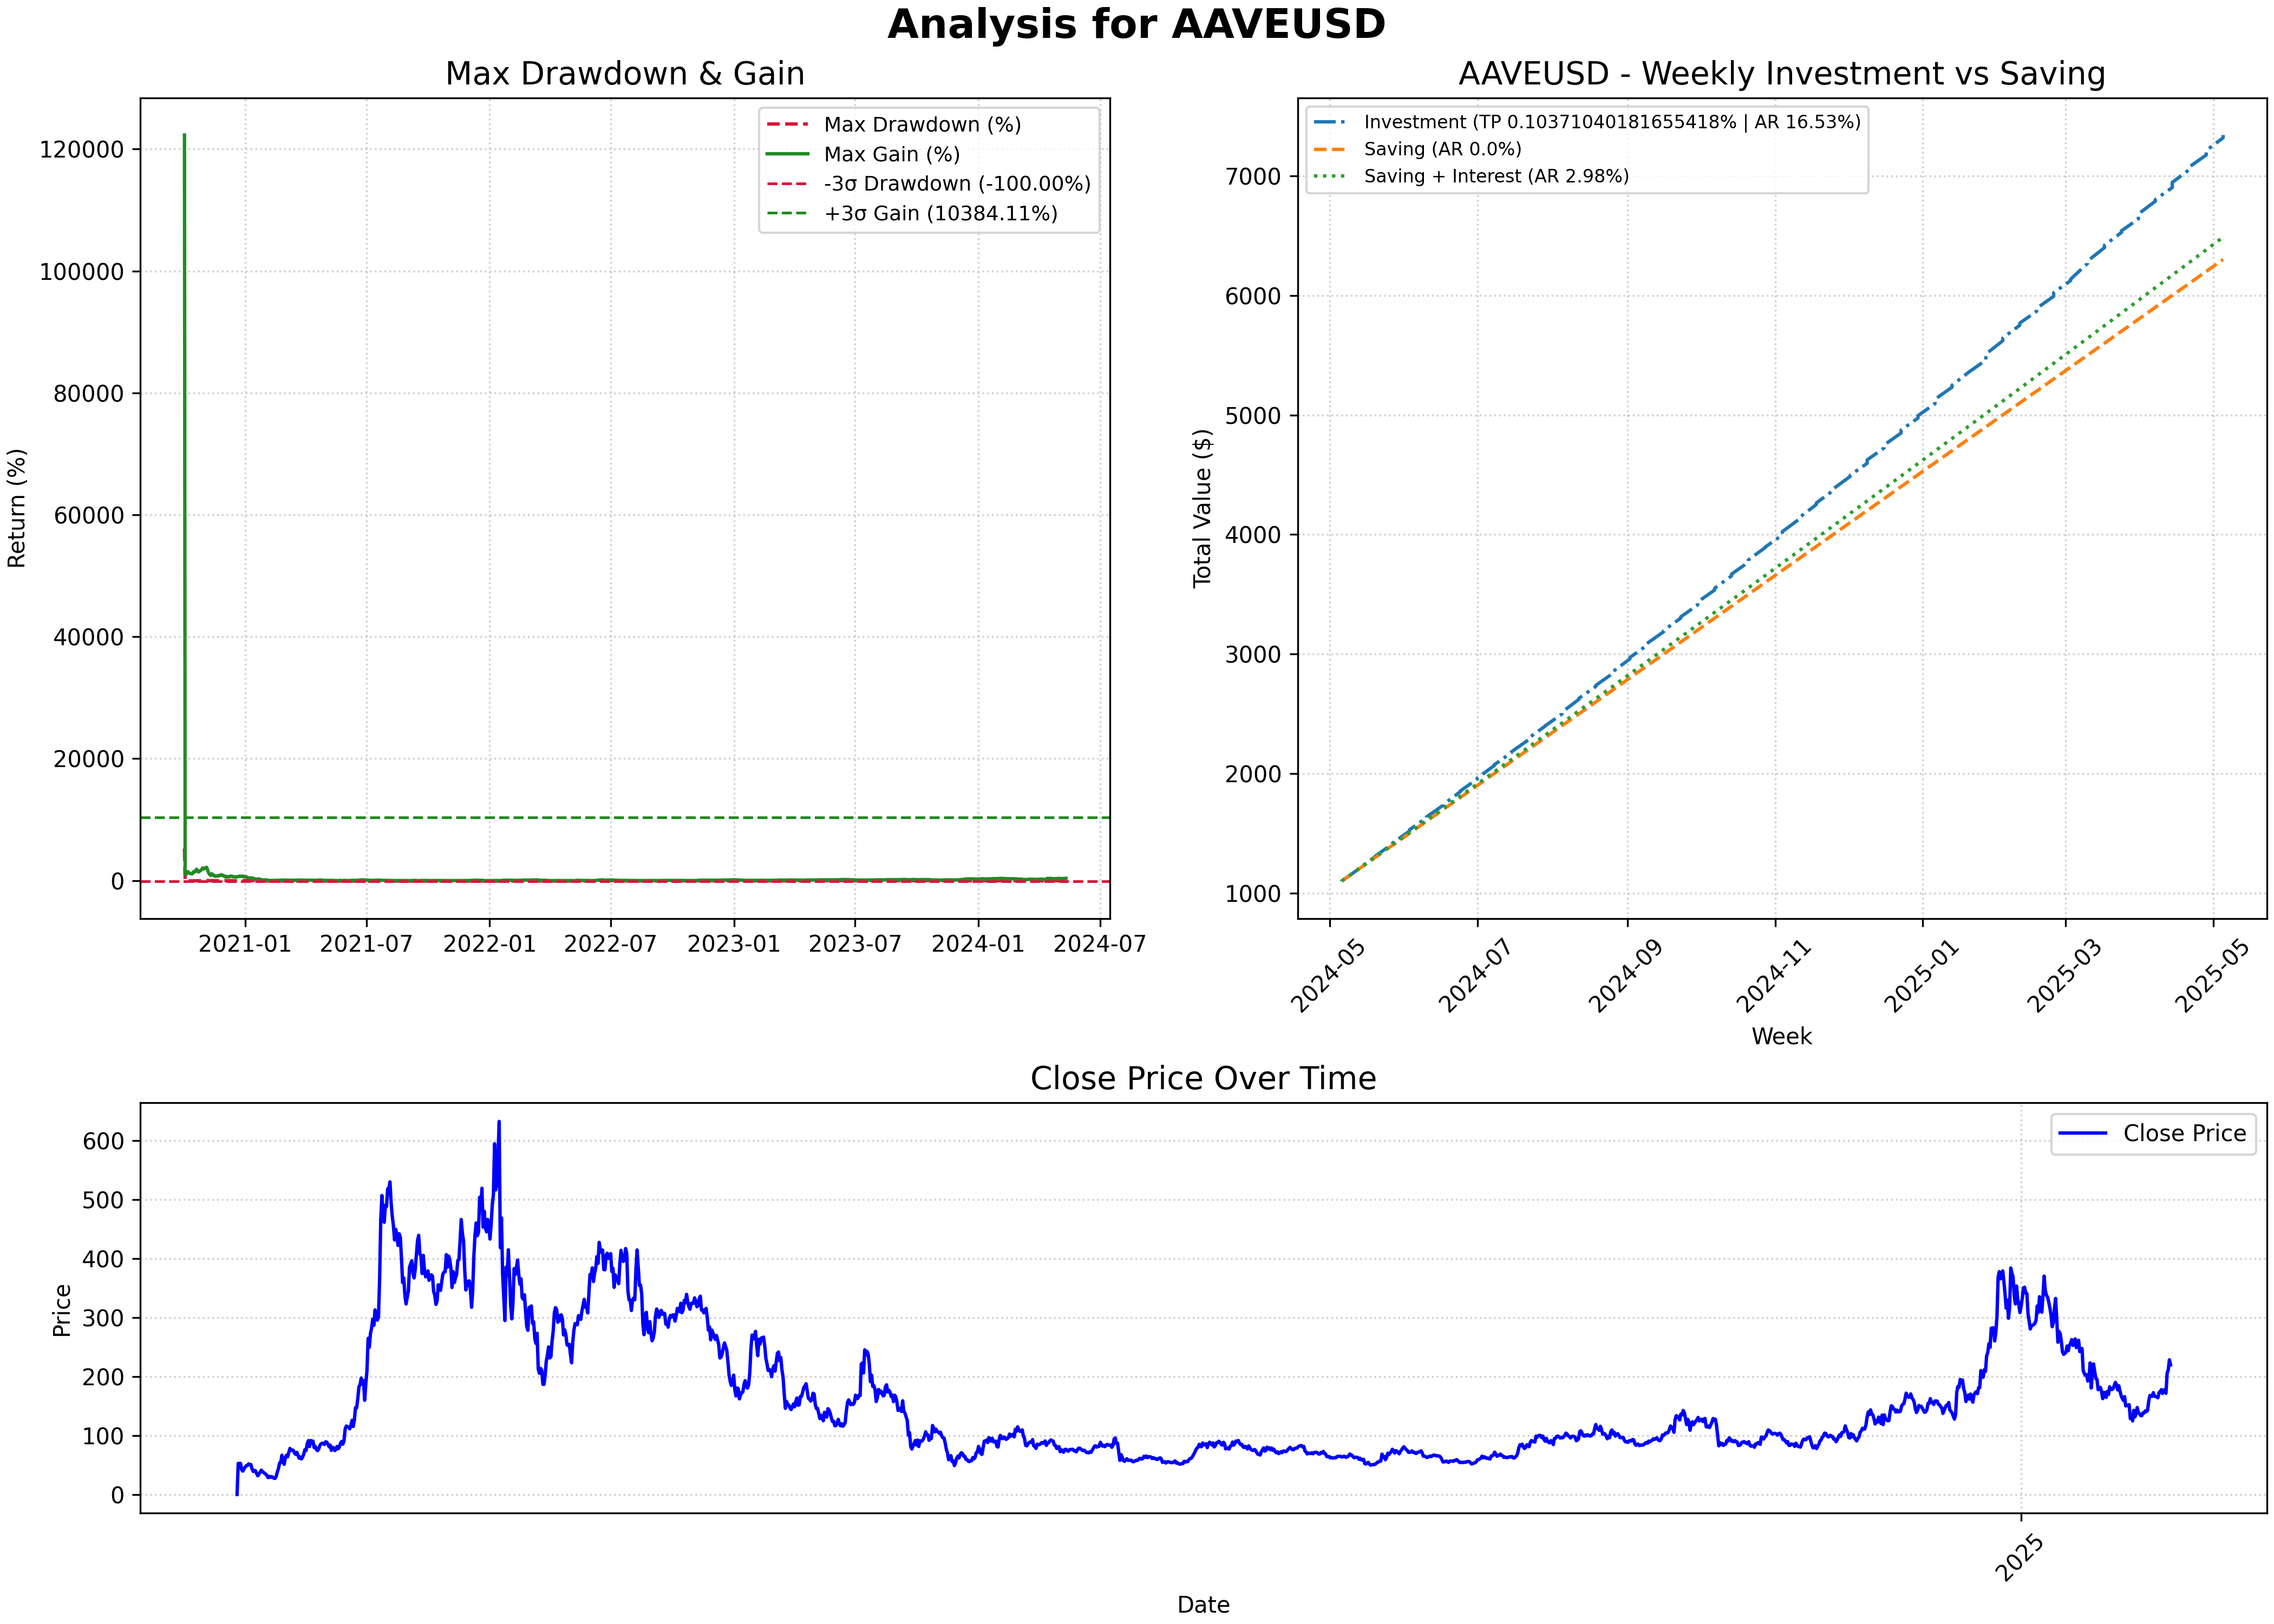 Analysis for AAVEUSD
Max Drawdown & Gain
Return (%)
120000
100000
80000
60000
40000
20000
0
Max Drawdown (%)
Max Gain (%)
-3σ Drawdown (-100.00%)
+3σ Gain (10384.11%)
2021-01
2021-07
2022-01
2022-07
2023-01
2023-07
2024-01
2024-07
AAVEUSD - Weekly Investment vs Saving
Total Value ($)
7000
6000
5000
4000
3000
2000
1000
Investment (TP 0.10371040181655418% | AR 16.53%)
Saving (AR 0.0%)
Saving + Interest (AR 2.98%)
2024-05
2024-07
2024-09
2024-11
2025-01
2025-03
2025-05
Week
Close Price Over Time
Price
600
500
400
300
200
100
0
Close Price
2025
Date